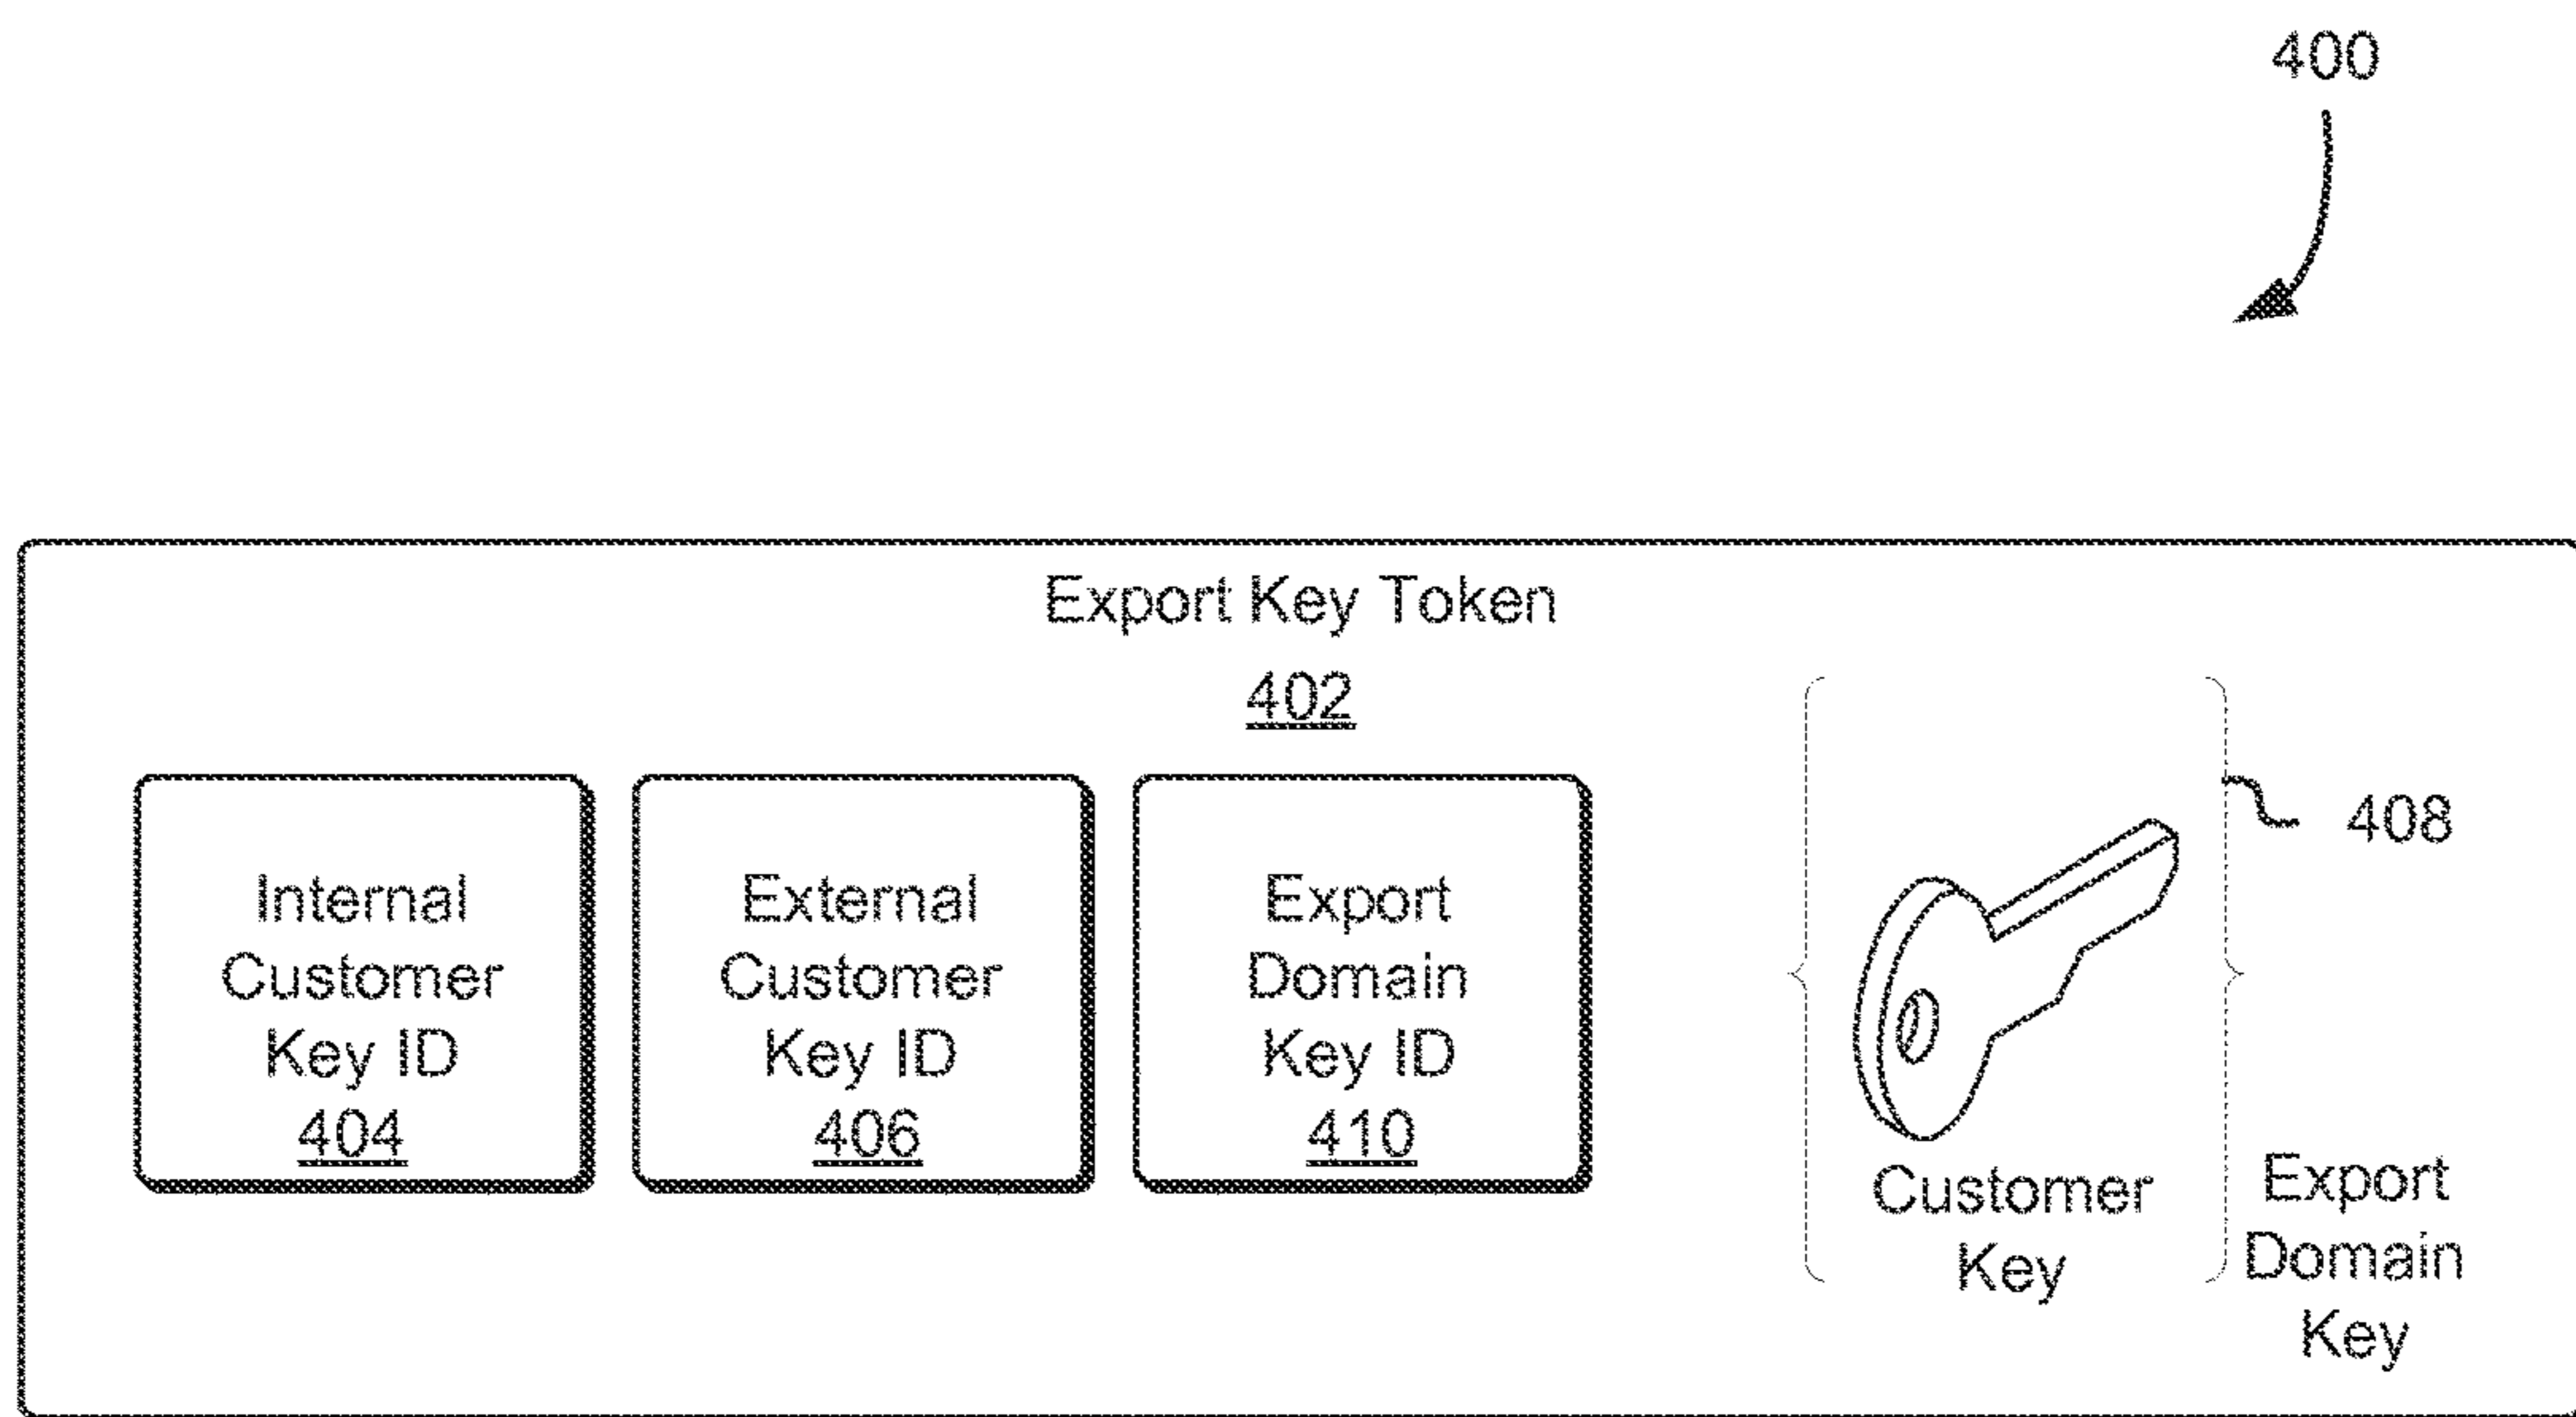 400
Export Key Token
402
Internal
Customer
Key ID
404
External
Customer
Key ID
406
Export
Domain
Key ID
410
408
Customer
Key
Export
Domain
Key